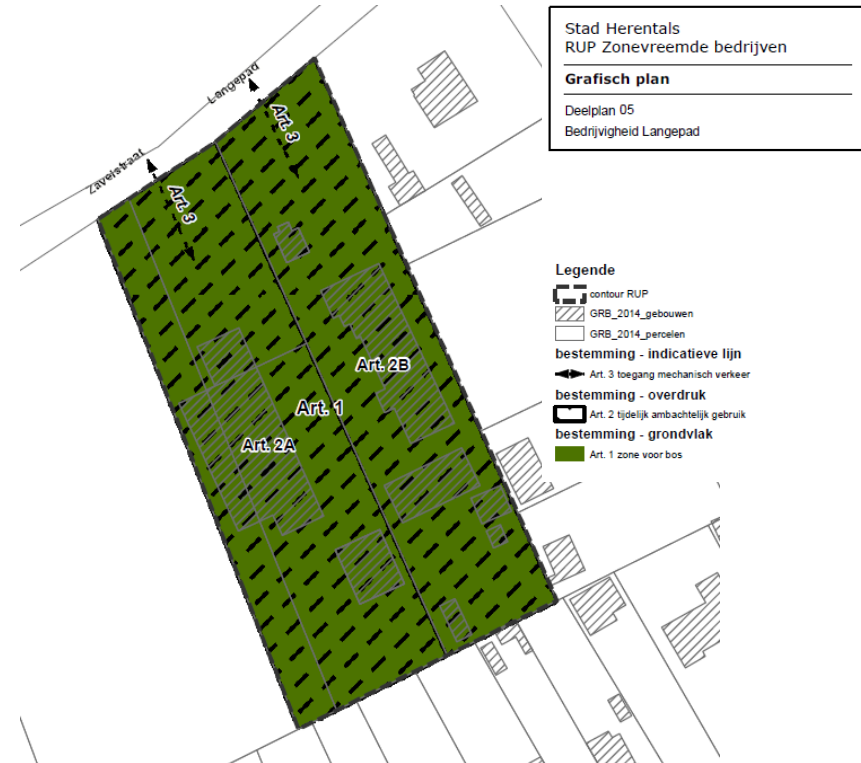 Stad Herentals
RUP Zonevreemde bedrijven
Grafisch plan
Deelplan 05
Bedrijvigheid Langepad
Langepad
Zavelstraat
Art. 3
Art. 3
Art. 2B
Art. 1
Art. 2A
Legende
contour RUP
GRB_2014_gebouwen
GRB_2014_percelen
bestemming - indicatieve lijn
Art. 3 toegang mechanisch verkeer
bestemming - overdruk
Art. 2 tijdelijk ambachtelijk gebruik
bestemming - grondvlak
Art. 1 zone voor bos